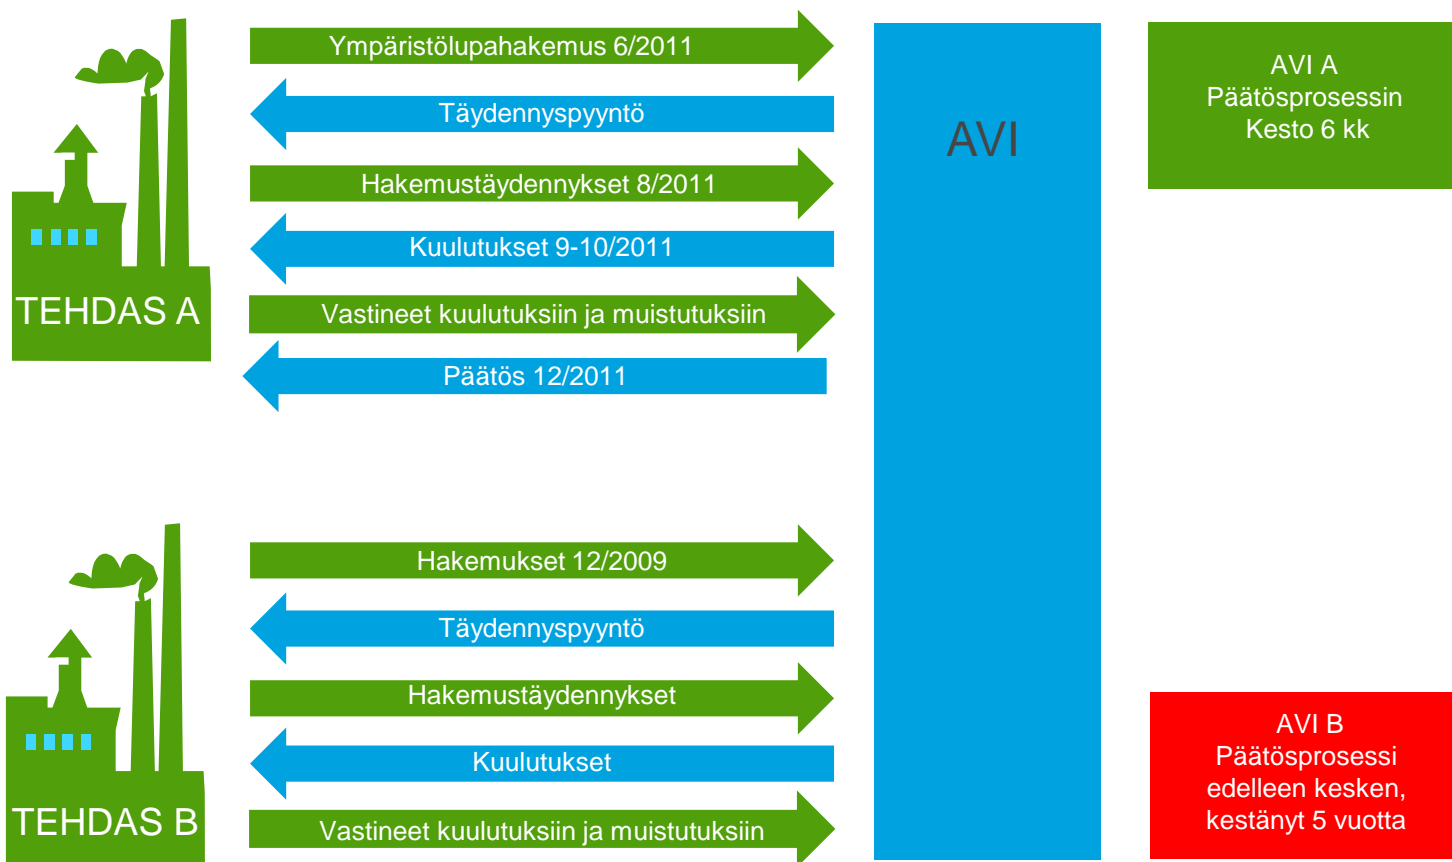 Ympäristölupahakemus 6/2011
Täydennyspyyntö
Hakemustäydennykset 8/2011
Kuulutukset 9-10/2011
Vastineet kuulutuksiin ja muistutuksiin
Päätös 12/2011
TEHDAS A
AVI
AVI A
Päätösprosessin
Kesto 6 kk
Hakemukset 12/2009
Täydennyspyyntö
Hakemustäydennykset
Kuulutukset
Vastineet kuulutuksiin ja muistutuksiin
TEHDAS B
AVI B
Päätösprosessi
edelleen kesken,
kestänyt 5 vuotta